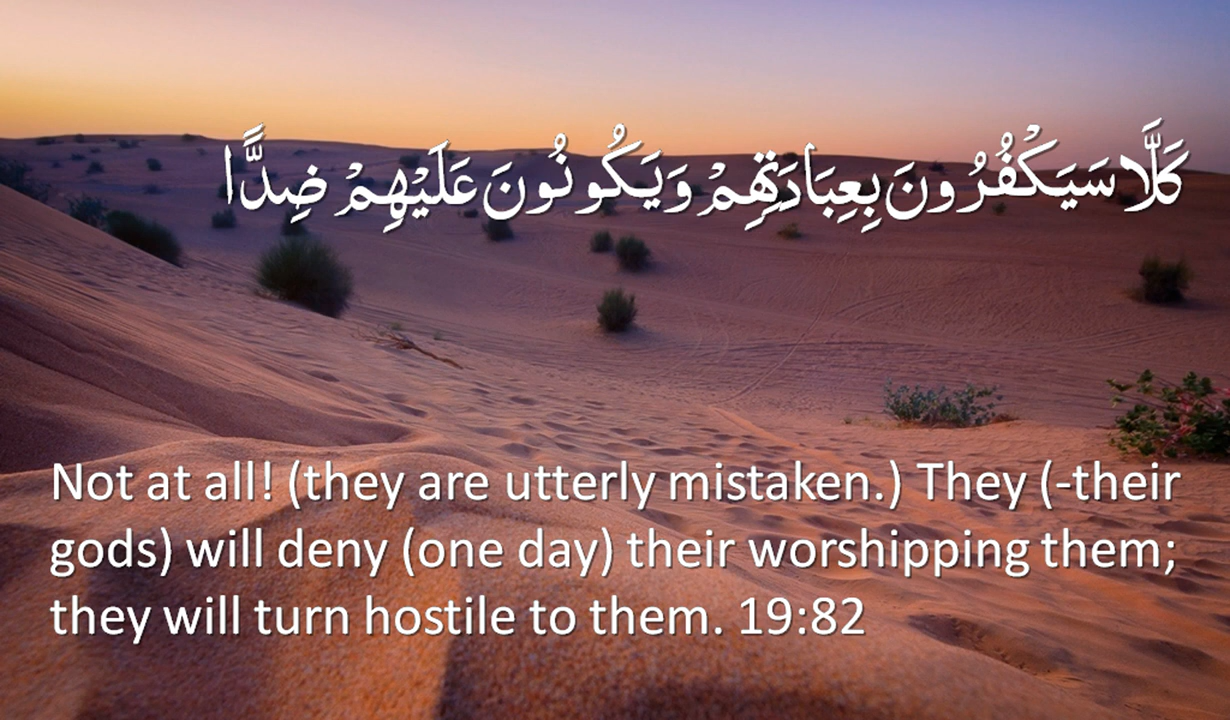 كَلَّا سَيَكْفُرُونَ بِعِبَادَتِهِمْ وَيَكُونُونَ عَلَيْهِمْ ضِدًّا
Not at all! (they are utterly mistaken.) They (-their
gods) will deny (one day) their worshipping them;
they will turn hostile to them. 19:82